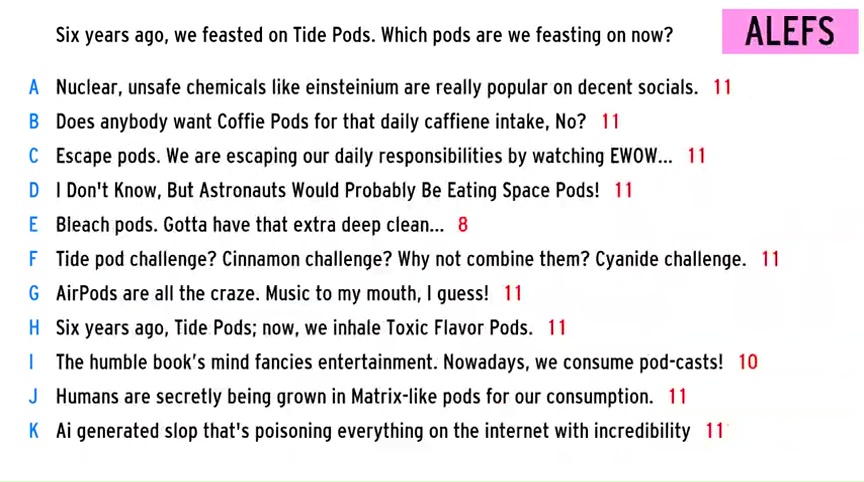 Six years ago, we feasted on Tide Pods. Which pods are we feasting on now?
ALEFS
A Nuclear, unsafe chemicals like einsteinium are really popular on decent socials. 11
B Does anybody want Coffie Pods for that daily caffiene intake, No? 11
C Escape pods. We are escaping our daily responsibilities by watching EWOW... 11
D I Don't Know, But Astronauts Would Probably Be Eating Space Pods! 11
E Bleach pods. Gotta have that extra deep clean... 8
F Tide pod challenge? Cinnamon challenge? Why not combine them? Cyanide challenge. 11
G AirPods are all the craze. Music to my mouth, I guess! 11
H Six years ago, Tide Pods; now, we inhale Toxic Flavor Pods. 11
I The humble book’s mind fancies entertainment. Nowadays, we consume pod-casts! 10
J Humans are secretly being grown in Matrix-like pods for our consumption. 11
K Ai generated slop that's poisoning everything on the internet with incredibility 11